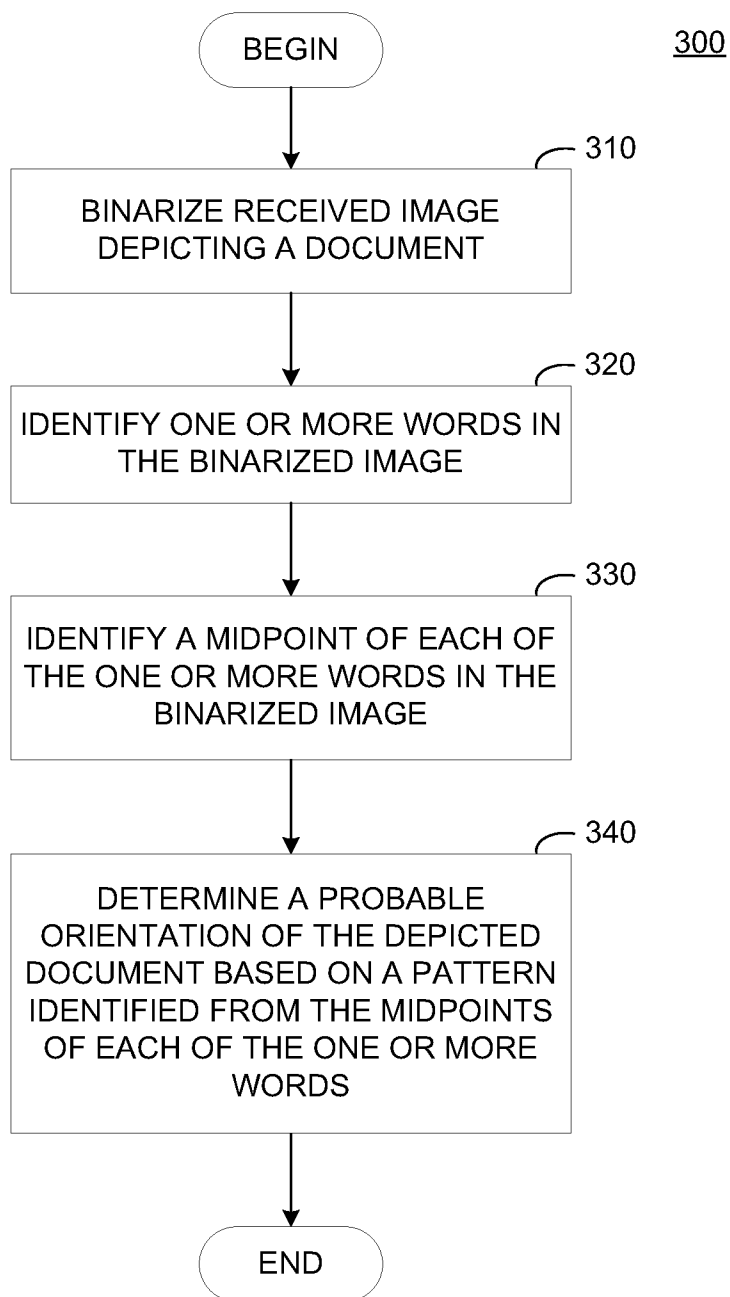 BEGIN
300
310
BINARIZE RECEIVED IMAGE
DEPICTING A DOCUMENT
320
IDENTIFY ONE OR MORE WORDS IN
THE BINARIZED IMAGE
330
IDENTIFY A MIDPOINT OF EACH OF
THE ONE OR MORE WORDS IN THE
BINARIZED IMAGE
340
DETERMINE A PROBABLE
ORIENTATION OF THE DEPICTED
DOCUMENT BASED ON A PATTERN
IDENTIFIED FROM THE MIDPOINTS
OF EACH OF THE ONE OR MORE
WORDS
END